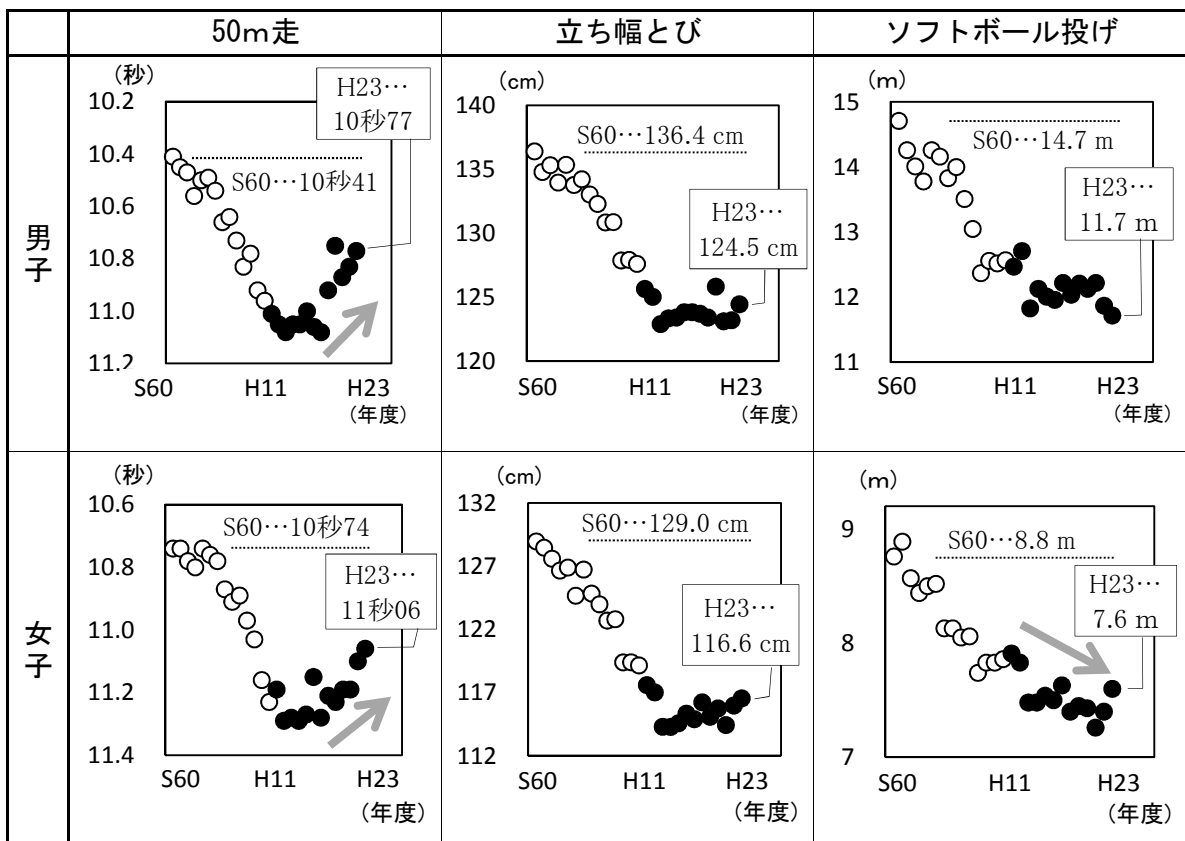 50m走
立ち幅とび
ソフトボール投げ
男子
(秒)
10.2
10.4
10.6
10.8
11.0
11.2
S60
H11
H23
(年度)
H23…
10秒77
S60…10秒41
(cm)
140
135
130
125
120
S60
H11
H23
(年度)
S60…136.4 cm
H23…
124.5 cm
(m)
15
14
13
12
11
S60
H11
H23
(年度)
S60…14.7 m
H23…
11.7 m
女子
(秒)
10.6
10.8
11.0
11.2
11.4
S60
H11
H23
(年度)
S60…10秒74
H23…
11秒06
(cm)
132
127
122
117
112
S60
H11
H23
(年度)
S60…129.0 cm
H23…
116.6 cm
(m)
9
8
7
S60
H11
H23
(年度)
S60…8.8 m
H23…
7.6 m